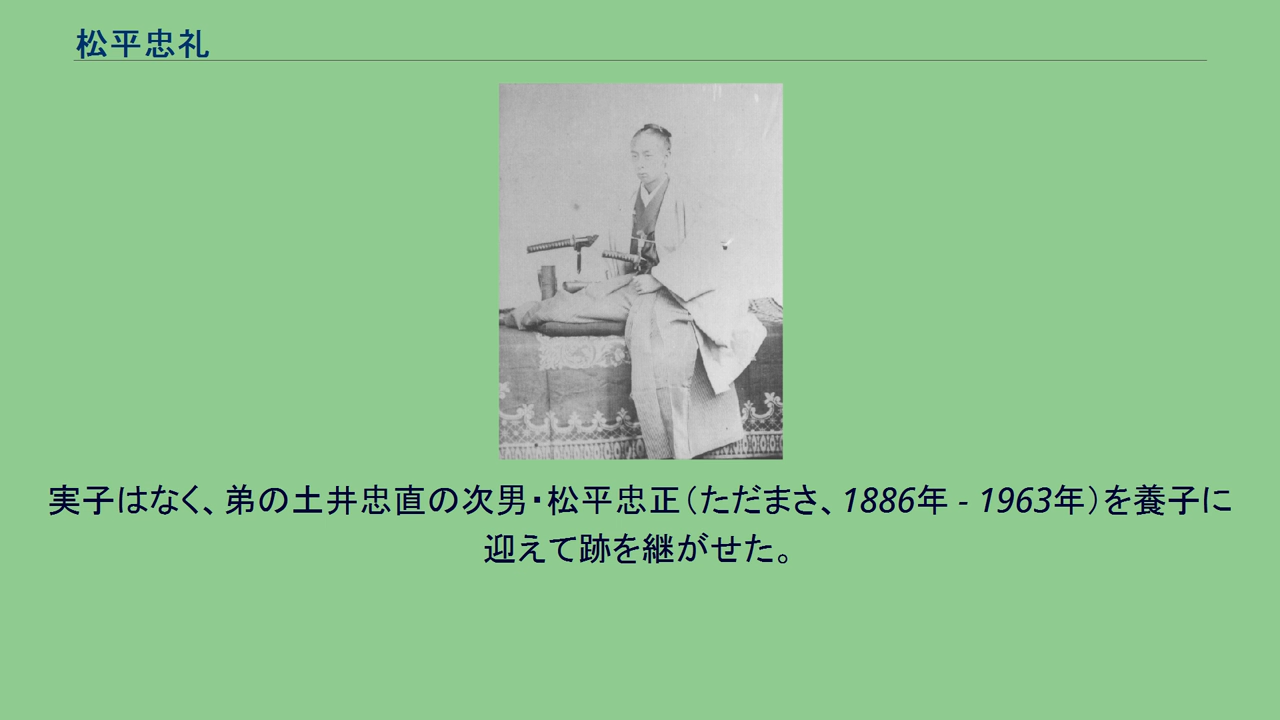 松平忠礼
実子はなく、弟の土井忠直の次男・松平忠正（ただまさ、1886年 - 1963年）を養子に
迎えて跡を継がせた。